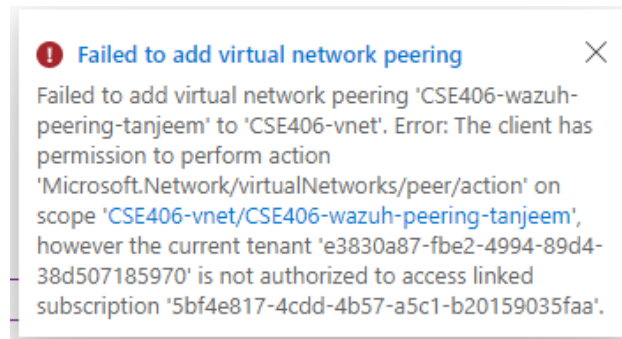 Failed to add virtual network peering
Failed to add virtual network peering 'CSE406-wazuh-
peering-tanjeem' to 'CSE406-vnet'. Error: The client has
permission to perform action
'Microsoft.Network/virtualNetworks/peer/action' on
scope 'CSE406-vnet/CSE406-wazuh-peering-tanjeem',
however the current tenant 'e3830a87-fbe2-4994-89d4-
38d507185970' is not authorized to access linked
subscription '5bf4e817-4cdd-4b57-a5c1-b20159035faa'.